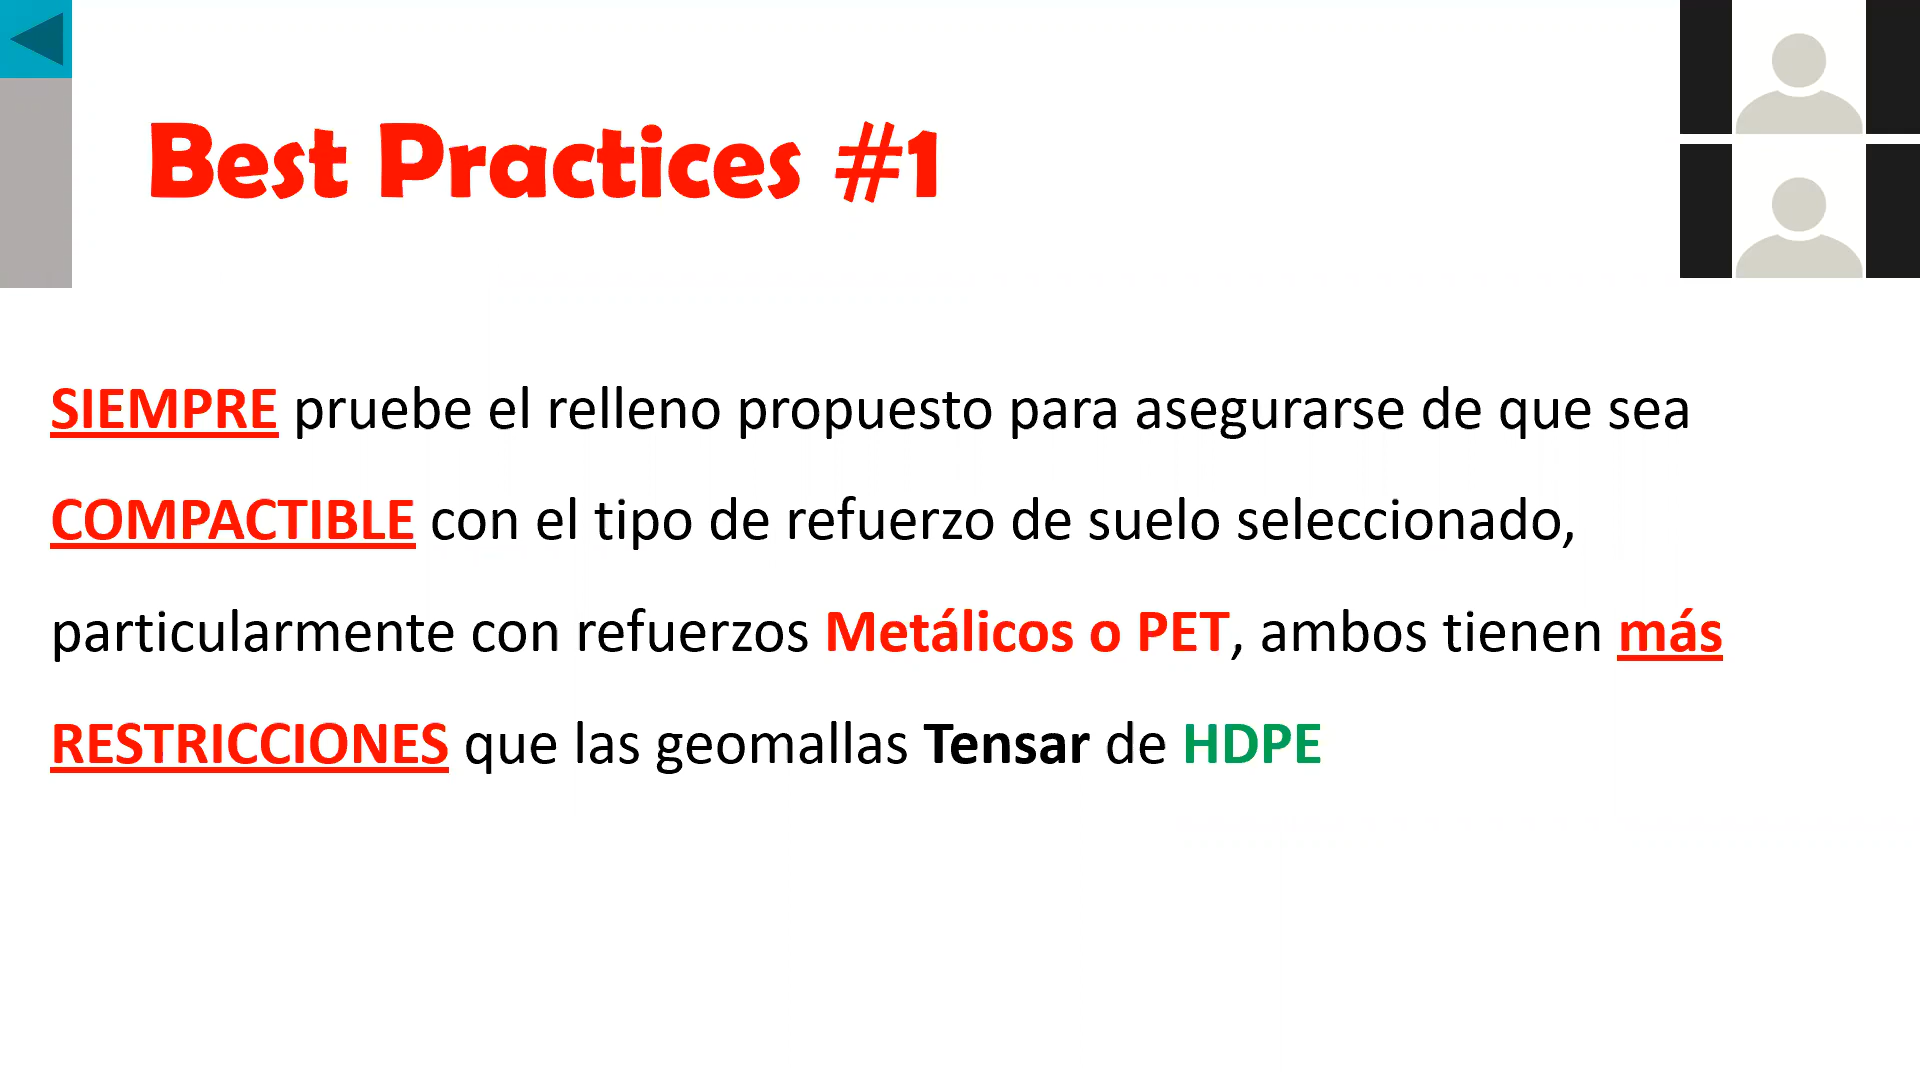 Best Practices #1
SIEMPRE pruebe el relleno propuesto para asegurarse de que sea
COMPACTIBLE con el tipo de refuerzo de suelo seleccionado,
particularmente con refuerzos Metálicos o PET, ambos tienen más
RESTRICCIONES que las geomallas Tensar de HDPE